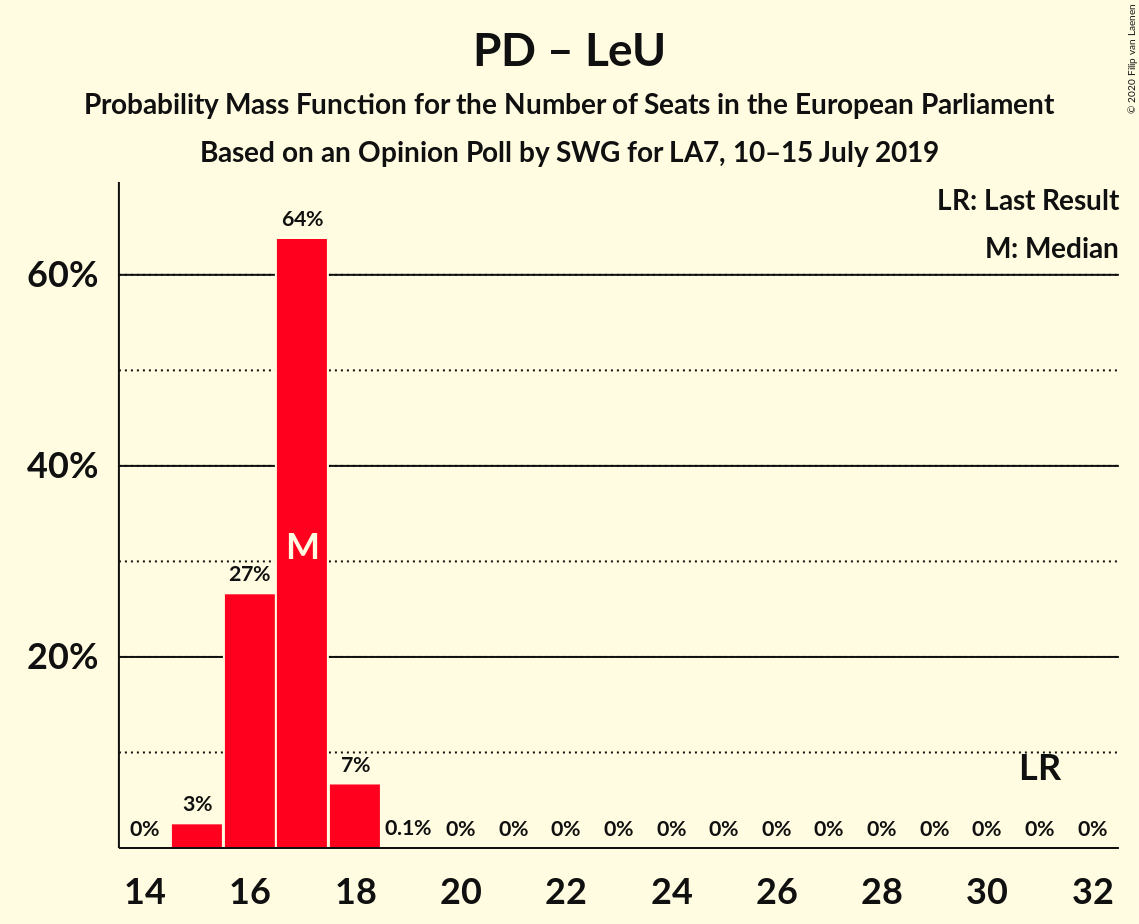 PD – LeU
Probability Mass Function for the Number of Seats in the European Parliament
Based on an Opinion Poll by SWG for LA7, 10–15 July 2019
© 2020 Filip van Laenen
LR: Last Result
M: Median
64%
60%
40%
M
27%
20%
LR
7%
3%
0% 0.1% 0% 0% 0% 0% 0% 0% 0% 0% 0% 0% 0% 0% 0%
14 16 18 20 22 24 26 28 30 32